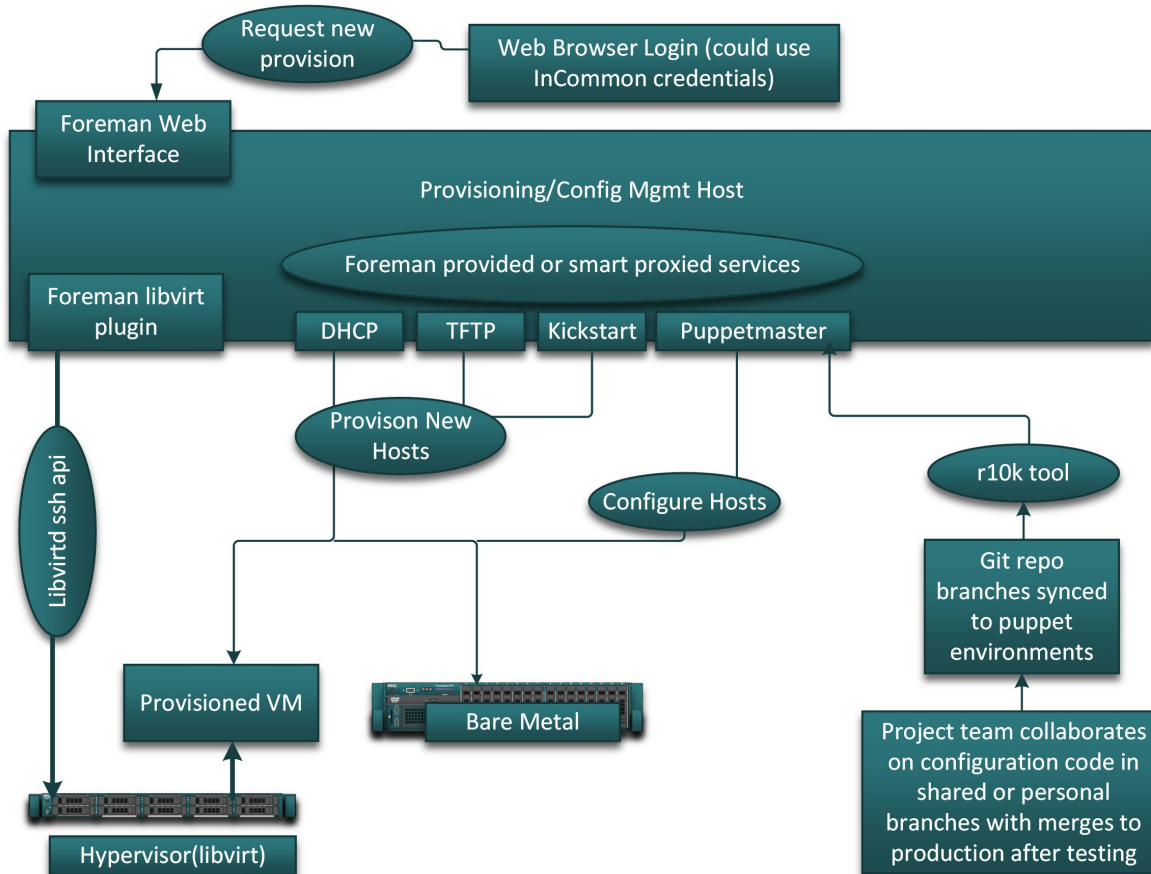 Request new
provision
Web Browser Login (could use
InCommon credentials)
Foreman Web
Interface
Provisioning/Config Mgmt Host
Foreman provided or smart proxied services
Foreman libvirt
plugin
DHCP
TFTP
Kickstart
Puppetmaster
Provison New
Hosts
Configure Hosts
r10k tool
Libvirtd ssh api
Git repo
branches synced
to puppet
environments
Provisioned VM
Bare Metal
Project team collaborates
on configuration code in
shared or personal
branches with merges to
production after testing
Hypervisor(libvirt)